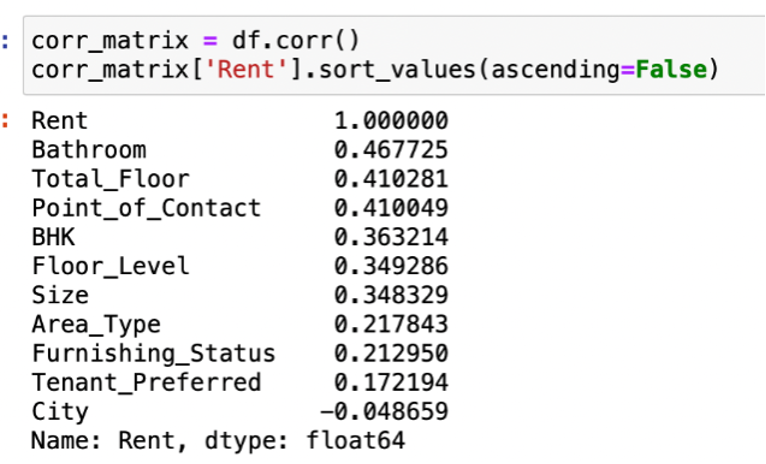 : corr_matrix = df.corr()
corr_matrix['Rent'].sort_values(ascending=False)
: Rent 1.000000
Bathroom 0.467725
Total_Floor 0.410281
Point_of_Contact 0.410049
BHK 0.363214
Floor_Level 0.349286
Size 0.348329
Area_Type 0.217843
Furnishing_Status 0.212950
Tenant_Preferred 0.172194
City -0.048659
Name: Rent, dtype: float64